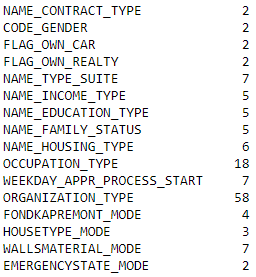 NAME_CONTRACT_TYPE 2
CODE_GENDER 2
FLAG_OWN_CAR 2
FLAG_OWN_REALTY 2
NAME_TYPE_SUITE 7
NAME_INCOME_TYPE 5
NAME_EDUCATION_TYPE 5
NAME_FAMILY_STATUS 5
NAME_HOUSING_TYPE 6
OCCUPATION_TYPE 18
WEEKDAY_APPR_PROCESS_START 7
ORGANIZATION_TYPE 58
FONDKAPREMONT_MODE 4
HOUSETYPE_MODE 3
WALLSMATERIAL_MODE 7
EMERGENCYSTATE_MODE 2